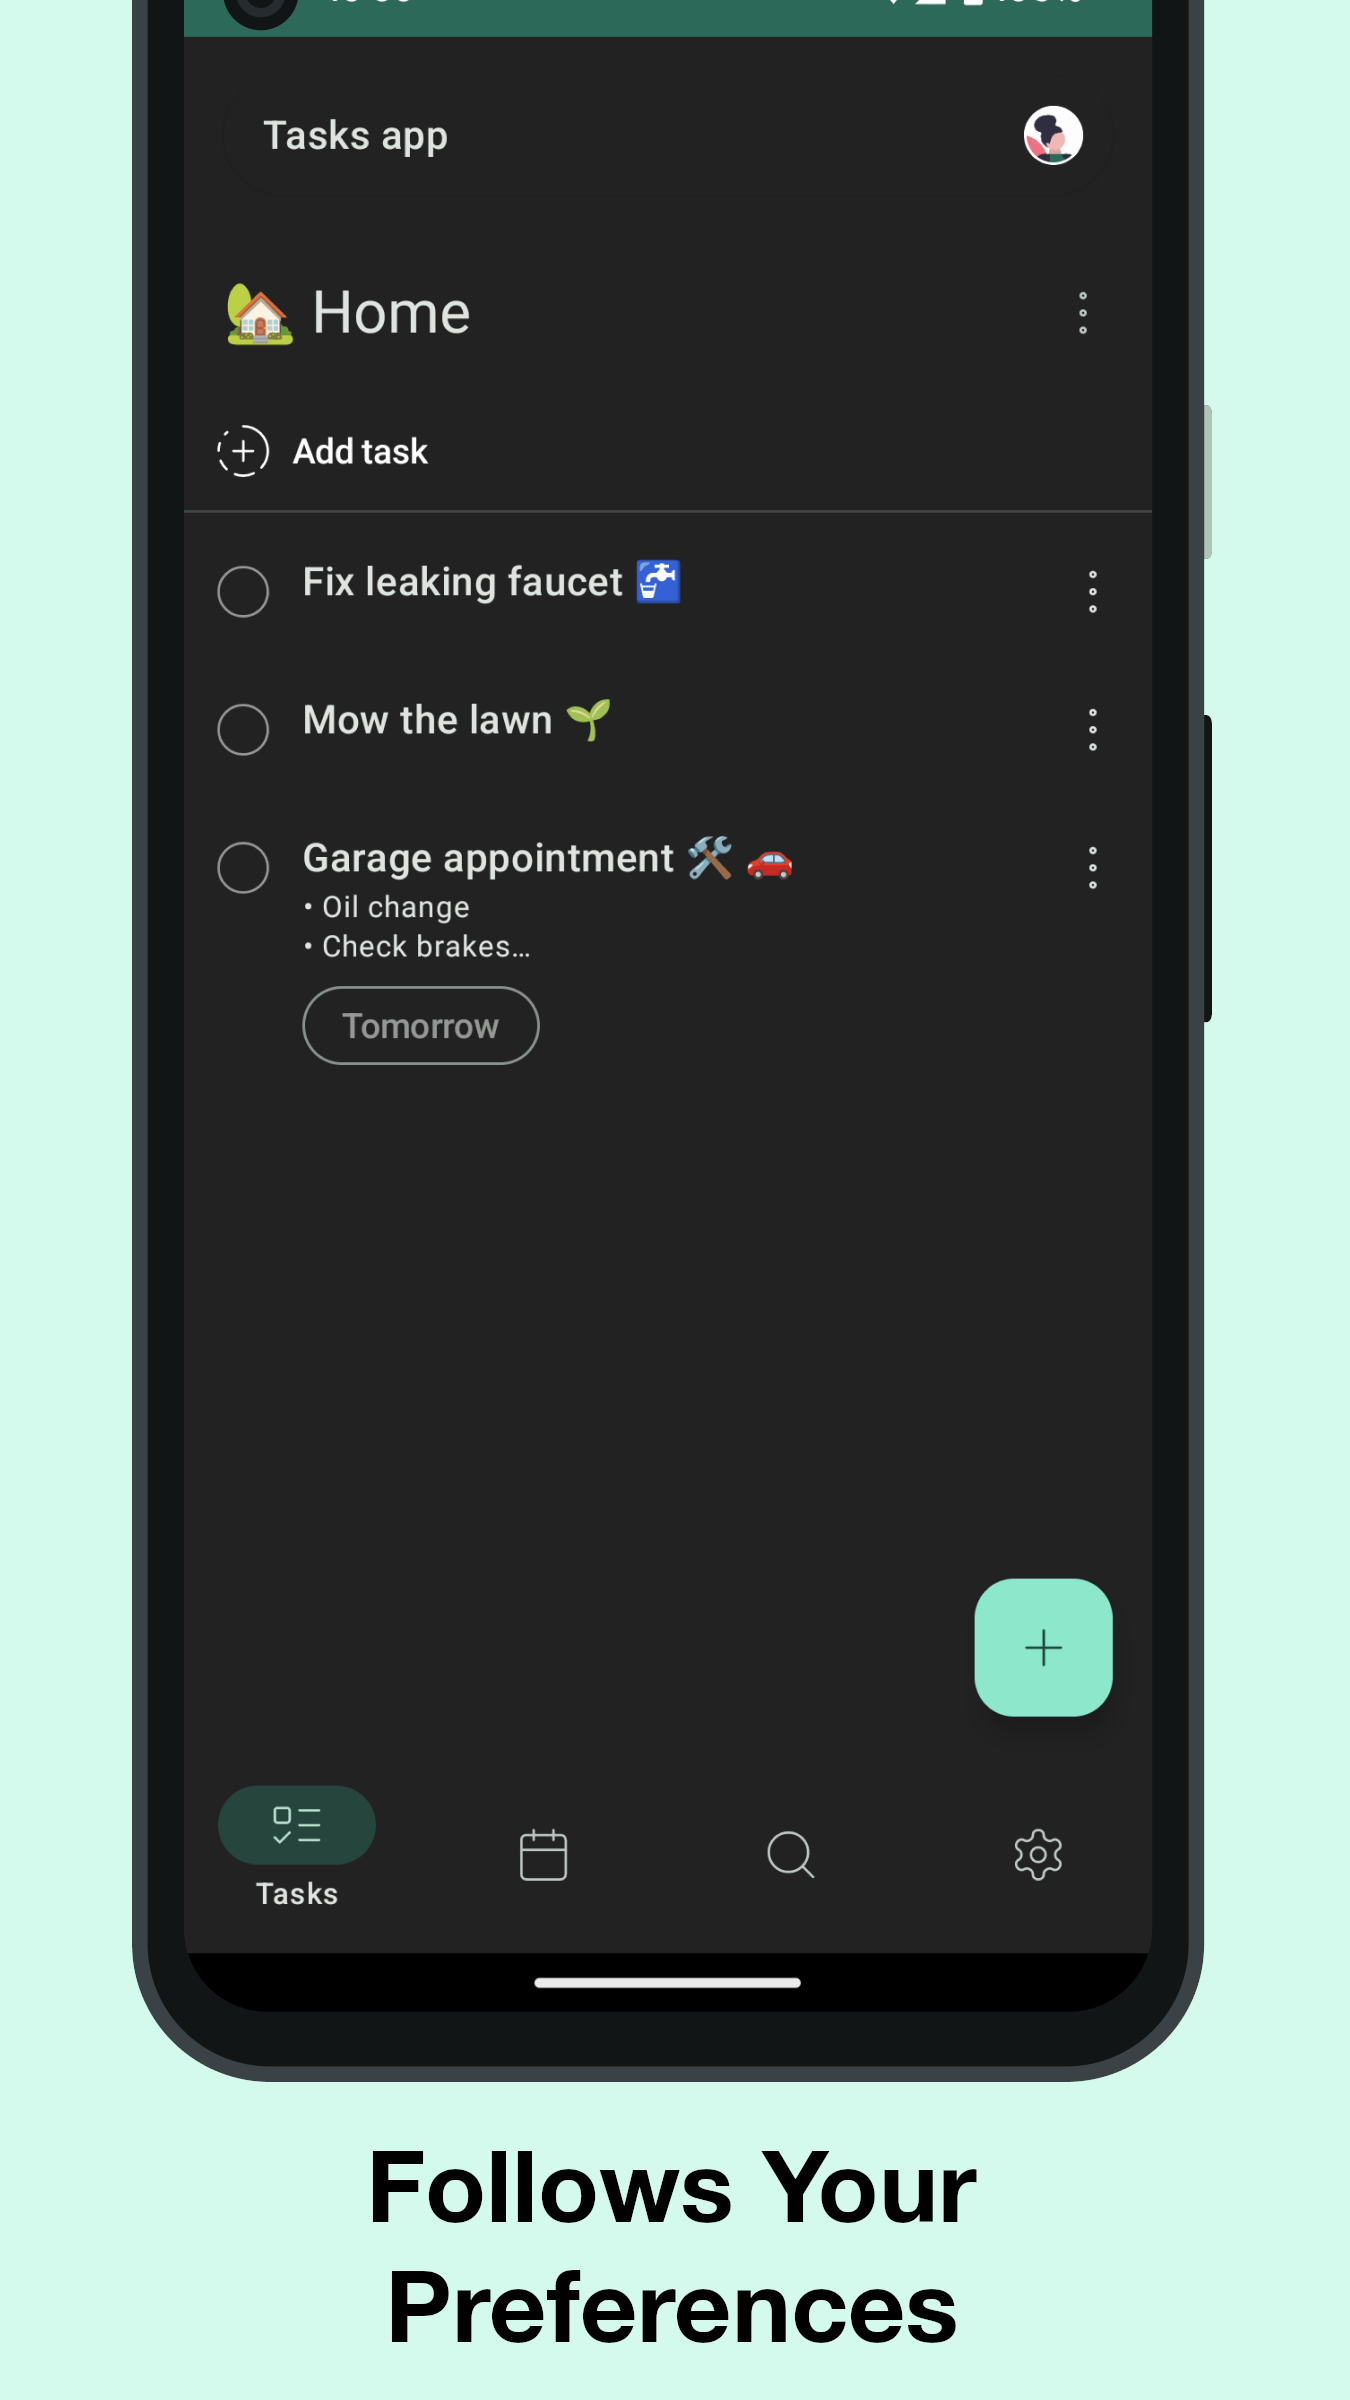 Tasks app
🏡 Home
Add task
Fix leaking faucet 🚰
Mow the lawn 🌱
Garage appointment 🛠️ 🚗
• Oil change
• Check brakes…
Tomorrow
Tasks
Follows Your
Preferences